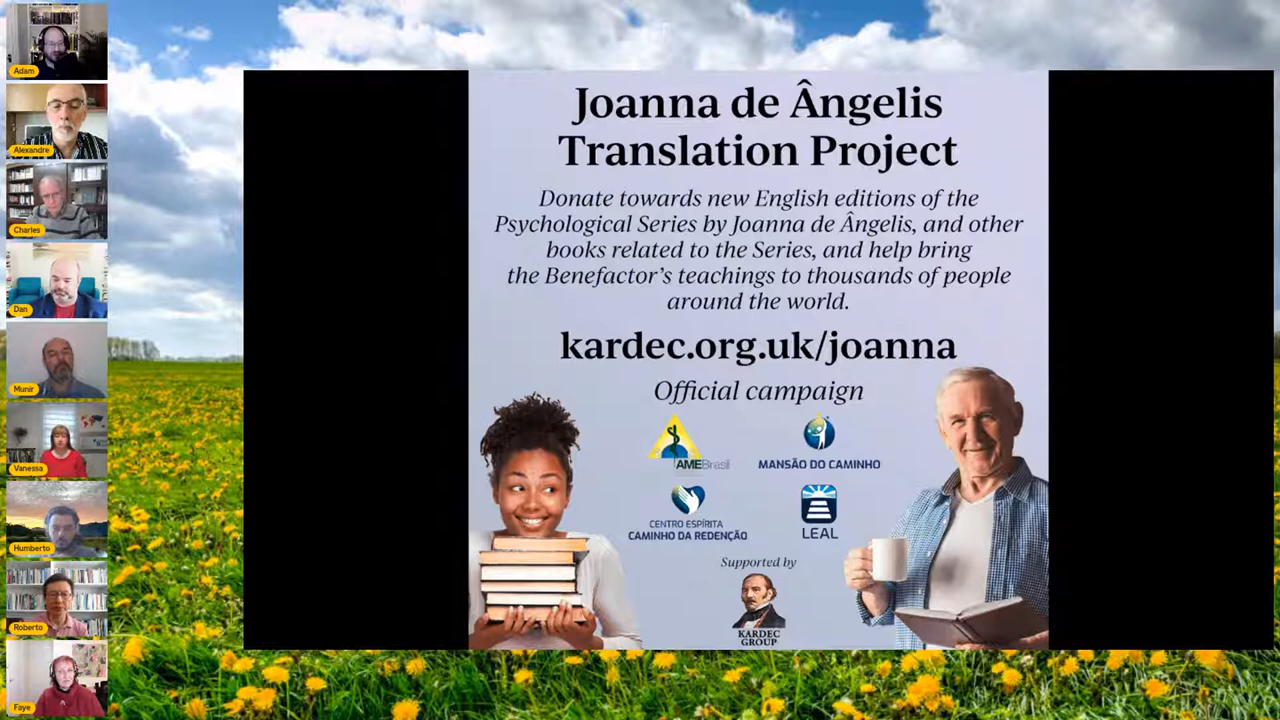 Adam
Alexandre
Charles
Dan
Munir
Vanessa
Humberto
Roberto
Faye
Joanna de Ângelis
Translation Project
Donate towards new English editions of the
Psychological Series by Joanna de Ângelis, and other
books related to the Series, and help bring
the Benefactor’s teachings to thousands of people
around the world.
kardec.org.uk/joanna
Official campaign
AMEBrasil
MANSÃO DO CAMINHO
CENTRO ESPÍRITA
CAMINHO DA REDENÇÃO
LEAL
Supported by
KARDEC
GROUP